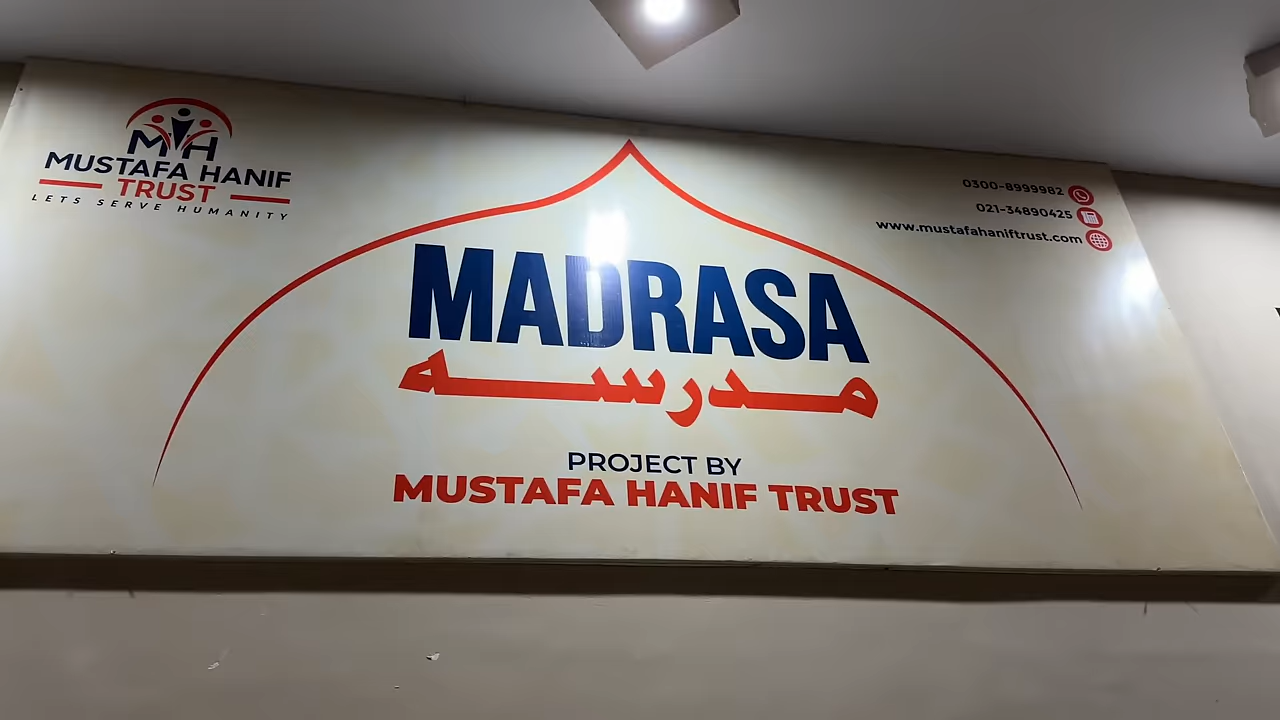 MH
MUSTAFA HANIF
TRUST
LETS SERVE HUMANITY
0300-8999982
021-34890425
www.mustafahaniftrust.com
MADRASA
مدرسه
PROJECT BY
MUSTAFA HANIF TRUST